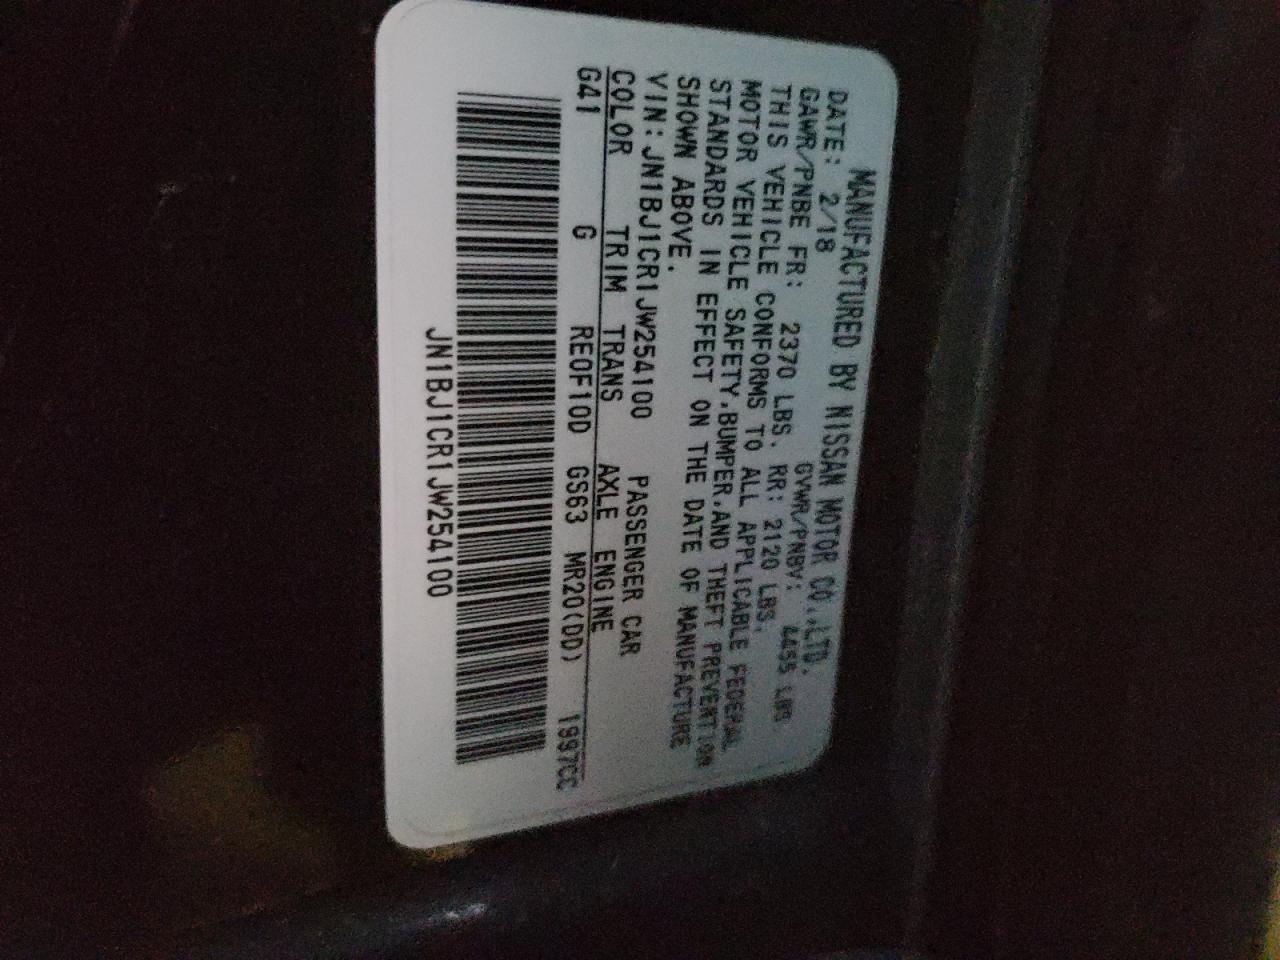 MANUFACTURED BY NISSAN MOTOR CO.,LTD.
DATE: 2/18 GVWR/PNBV: 4455 LBS
GAWR/PNBE FR: 2370 LBS. RR: 2120 LBS.
THIS VEHICLE CONFORMS TO ALL APPLICABLE FEDERAL
MOTOR VEHICLE SAFETY,BUMPER,AND THEFT PREVENTION
STANDARDS IN EFFECT ON THE DATE OF MANUFACTURE
SHOWN ABOVE.
VIN:JN1BJ1CR1JW254100 PASSENGER CAR
COLOR TRIM TRANS AXLE ENGINE
G41 G RE0F10D GS63 MR20(DD) 1997CC
JN1BJ1CR1JW254100